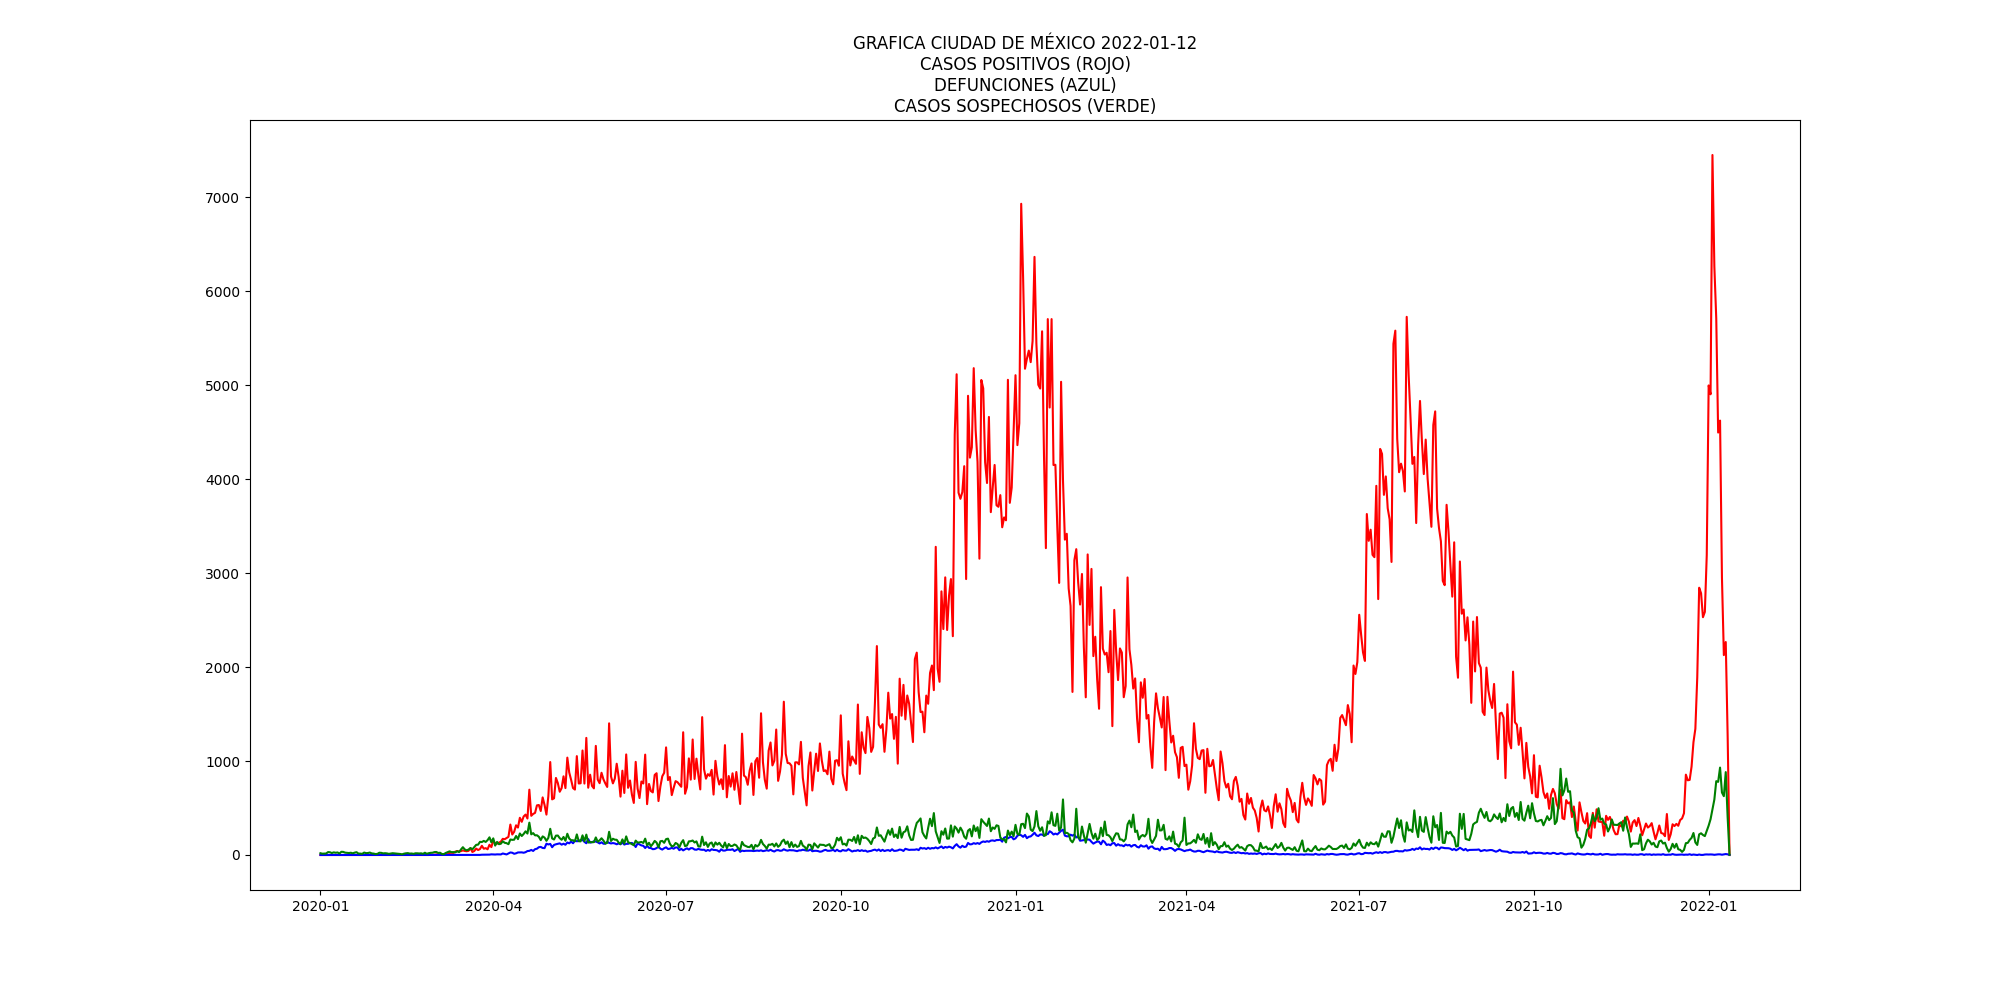 GRAFICA CIUDAD DE MÉXICO 2022-01-12
CASOS POSITIVOS (ROJO)
DEFUNCIONES (AZUL)
CASOS SOSPECHOSOS (VERDE)
7000
6000
5000
4000
3000
2000
1000
0
2020-01 2020-04 2020-07 2020-10 2021-01 2021-04 2021-07 2021-10 2022-01